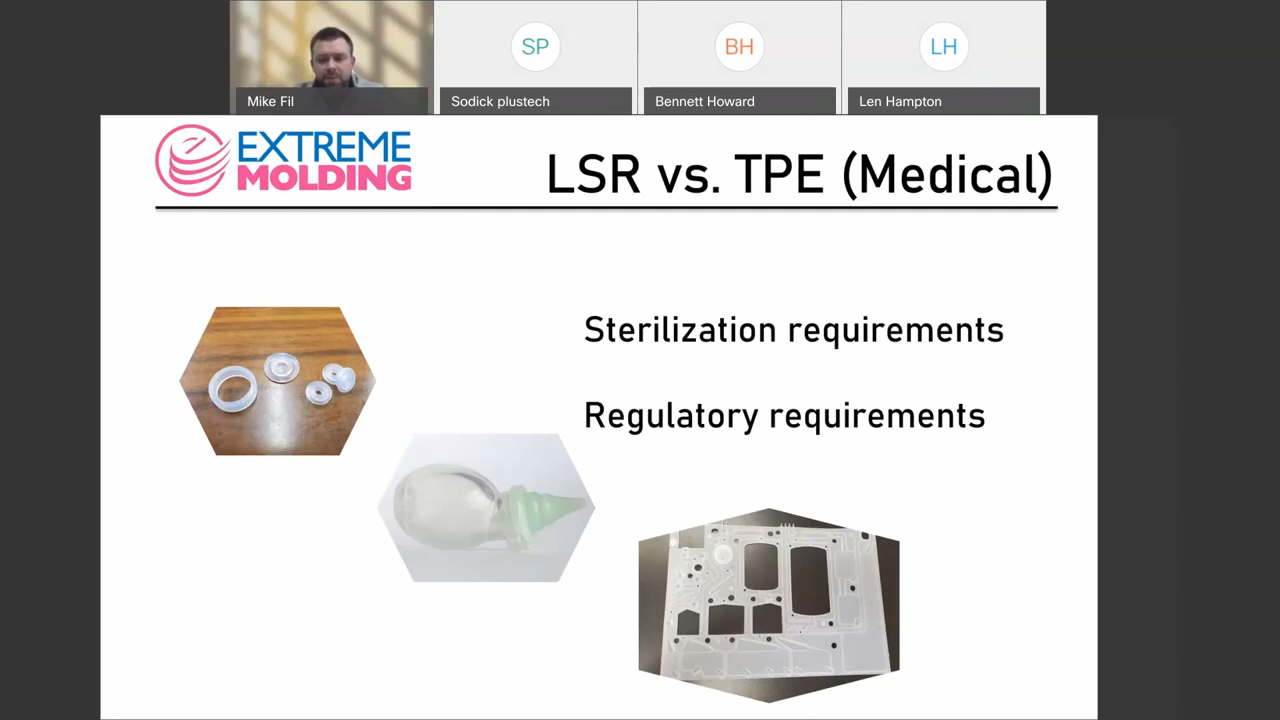 SP
BH
LH
Mike Fil
Sodick plustech
Bennett Howard
Len Hampton
EXTREME
MOLDING
LSR vs. TPE (Medical)
Sterilization requirements
Regulatory requirements